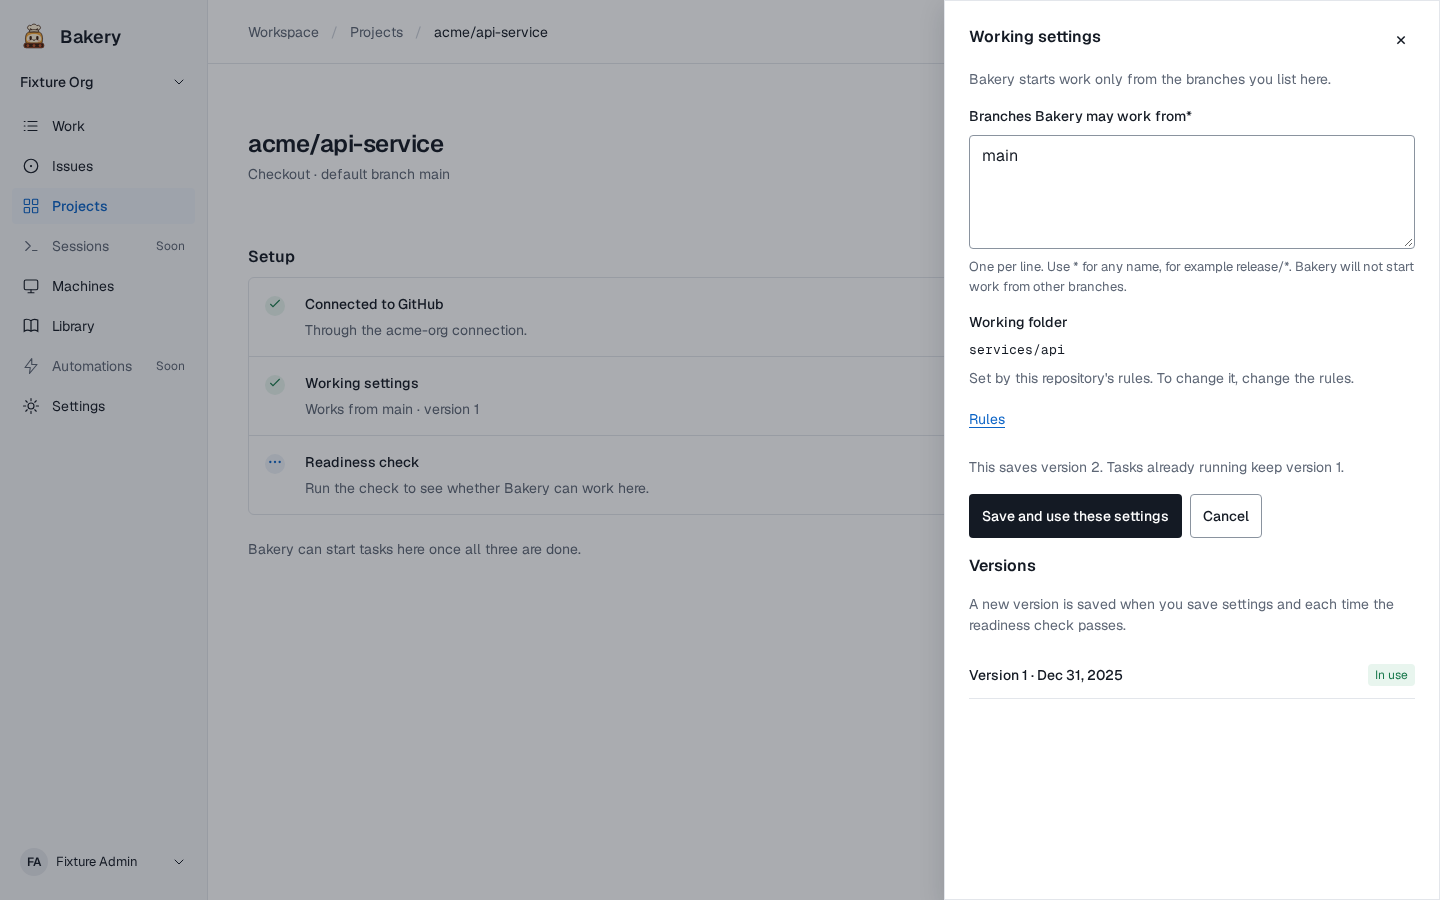 Bakery
Fixture Org
Work
Issues
Projects
Sessions Soon
Machines
Library
Automations Soon
Settings
FA Fixture Admin
Workspace / Projects / acme/api-service
acme/api-service
Checkout · default branch main
Setup
Connected to GitHub
Through the acme-org connection.
Working settings
Works from main · version 1
Readiness check
Run the check to see whether Bakery can work here.
Bakery can start tasks here once all three are done.
Working settings
Bakery starts work only from the branches you list here.
Branches Bakery may work from*
main
One per line. Use * for any name, for example release/*. Bakery will not start
work from other branches.
Working folder
services/api
Set by this repository's rules. To change it, change the rules.
Rules
This saves version 2. Tasks already running keep version 1.
Save and use these settings Cancel
Versions
A new version is saved when you save settings and each time the
readiness check passes.
Version 1 · Dec 31, 2025 In use